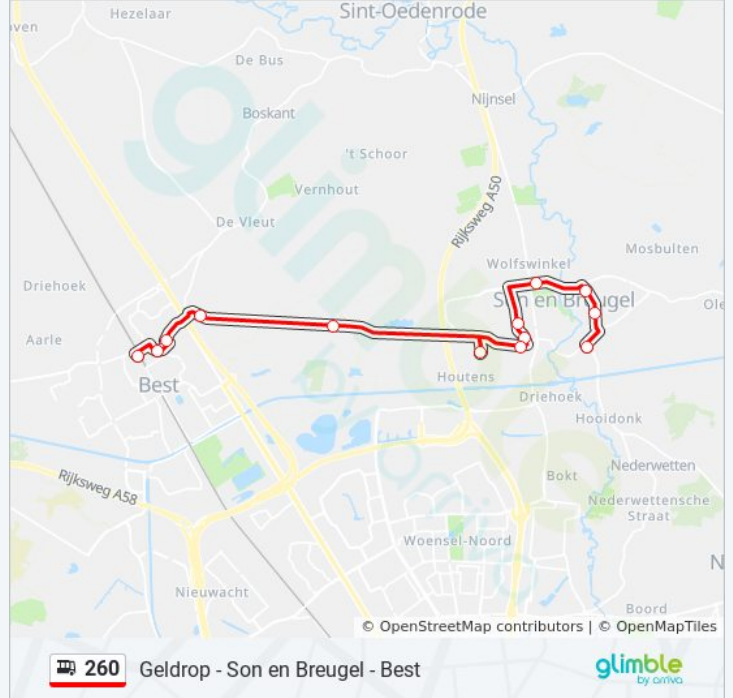 Sint-Oedenrode
Hezelaar
oven
De Bus
Nijnsel
Boskant
't Schoor
Vernhout
De Vleut
Rijksweg A50
Mosbulten
Wolfswinkel
Driehoek
Son en Breugel
Ole
Aarle
Best
Houtens
Driehoek
Hooidonk
Nederwetten
Bokt
Rijksweg A58
Nederwettensche
Straat
Woensel-Noord
N
Nieuwacht
Boord
© OpenStreetMap contributors | © OpenMapTiles
260 Geldrop - Son en Breugel - Best
glimble
by arriva